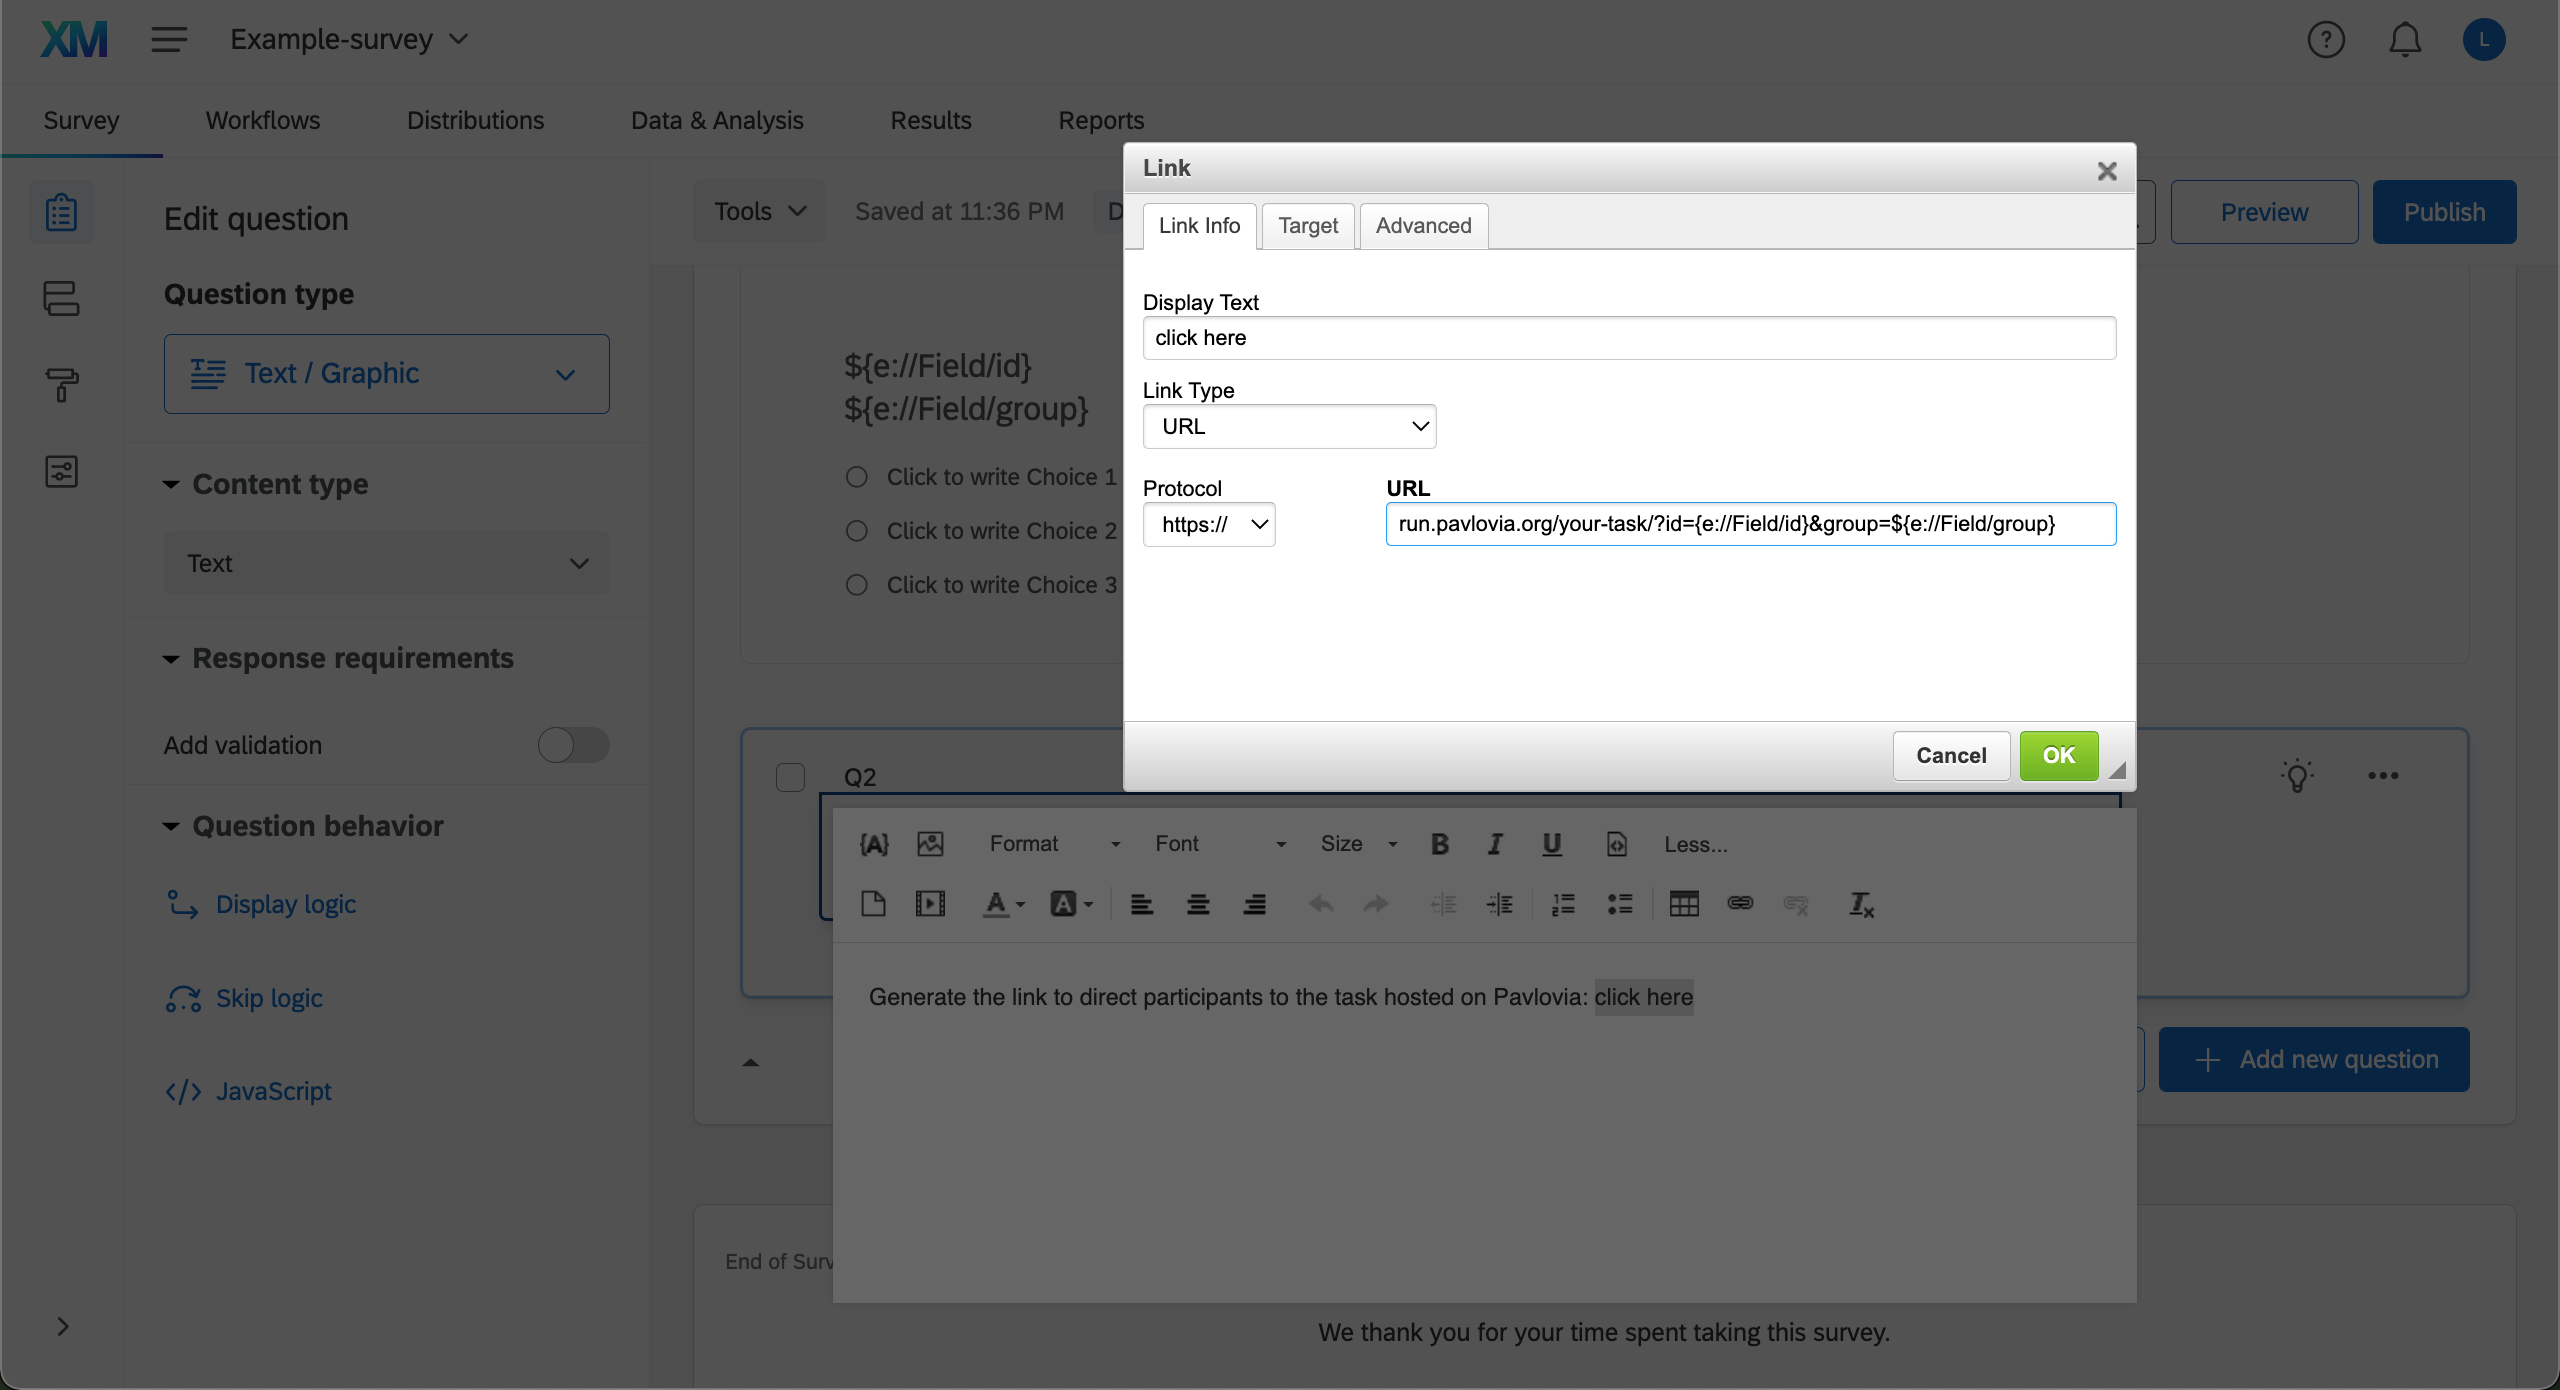 XM
Example-survey
?
L
Survey
Workflows
Distributions
Data & Analysis
Results
Reports
Edit question
Question type
Text / Graphic
Content type
Text
Response requirements
Add validation
Question behavior
Display logic
Skip logic
JavaScript
Tools
Saved at 11:36 PM
Preview
Publish
${e://Field/id}
${e://Field/group}
Click to write Choice 1
Click to write Choice 2
Click to write Choice 3
Link
Link Info
Target
Advanced
Display Text
click here
Link Type
URL
Protocol
URL
https://
run.pavlovia.org/your-task/?id={e://Field/id}&group=${e://Field/group}
Cancel
OK
Q2
Format
Font
Size
B
I
U
Less...
Generate the link to direct participants to the task hosted on Pavlovia: click here
Add new question
End of Surv
We thank you for your time spent taking this survey.